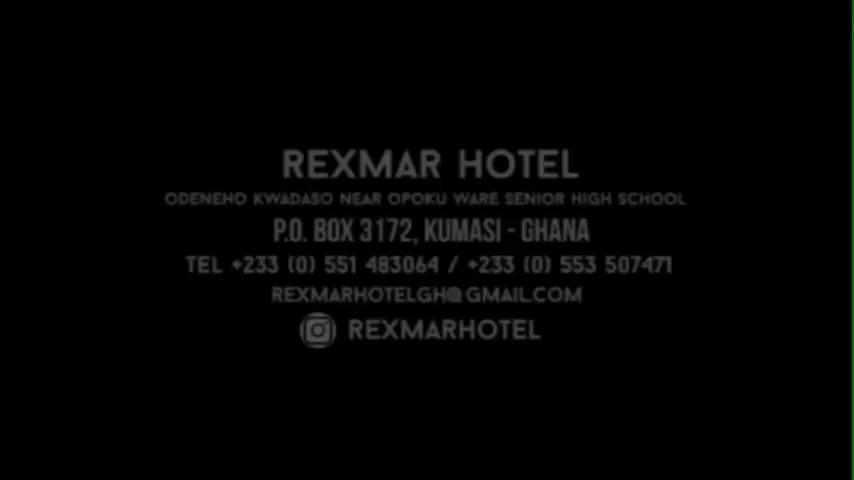 REXMAR HOTEL
ODENEHO KWADASO NEAR OPOKU WARE SENIOR HIGH SCHOOL
P.O. BOX 3172, KUMASI - GHANA
TEL +233 (0) 551 483064 / +233 (0) 553 507471
REXMARHOTELGH@GMAIL.COM
REXMARHOTEL